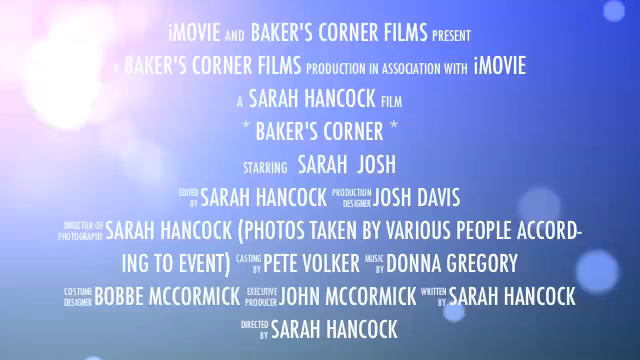 iMOVIE AND BAKER'S CORNER FILMS PRESENT
A BAKER'S CORNER FILMS PRODUCTION IN ASSOCIATION WITH iMOVIE
A SARAH HANCOCK FILM
* BAKER'S CORNER *
STARRING SARAH JOSH
EDITED BY SARAH HANCOCK PRODUCTION DESIGNER JOSH DAVIS
DIRECTOR OF PHOTOGRAPHY SARAH HANCOCK (PHOTOS TAKEN BY VARIOUS PEOPLE ACCORD-
ING TO EVENT) CASTING BY PETE VOLKER MUSIC BY DONNA GREGORY
COSTUME DESIGNER BOBBE MCCORMICK EXECUTIVE PRODUCER JOHN MCCORMICK WRITTEN BY SARAH HANCOCK
DIRECTED BY SARAH HANCOCK